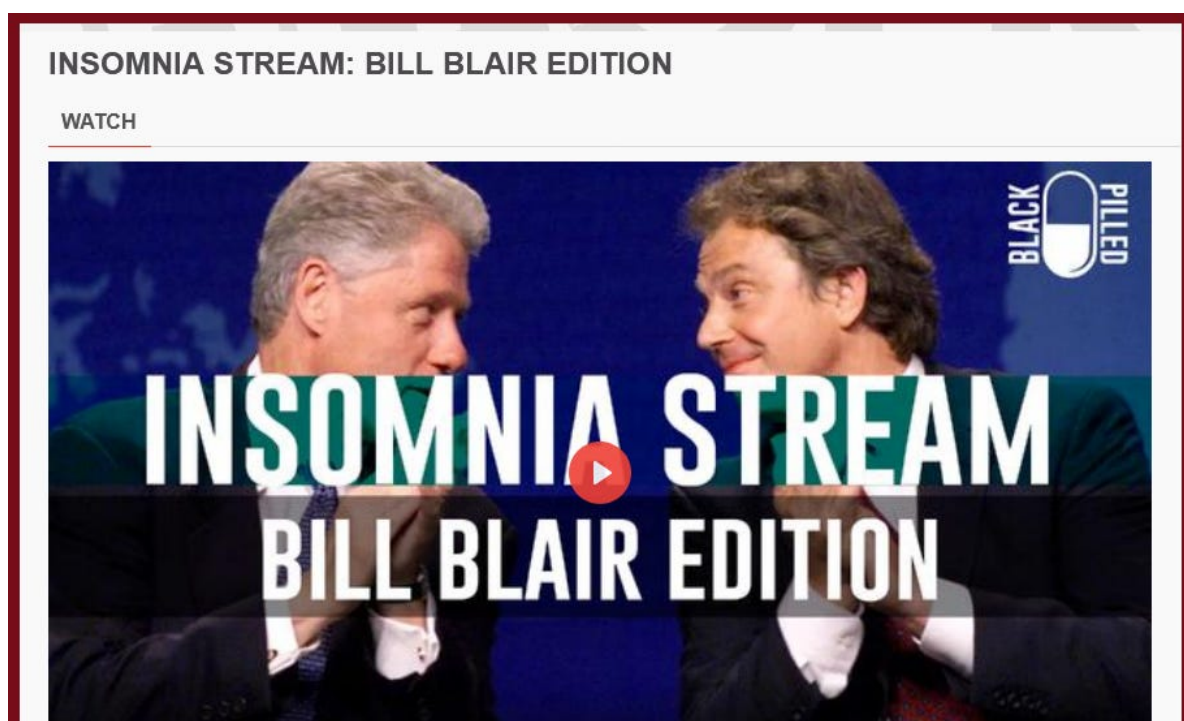 INSOMNIA STREAM: BILL BLAIR EDITION
WATCH
BLACK
PILLED
INSOMNIA STREAM
BILL BLAIR EDITION